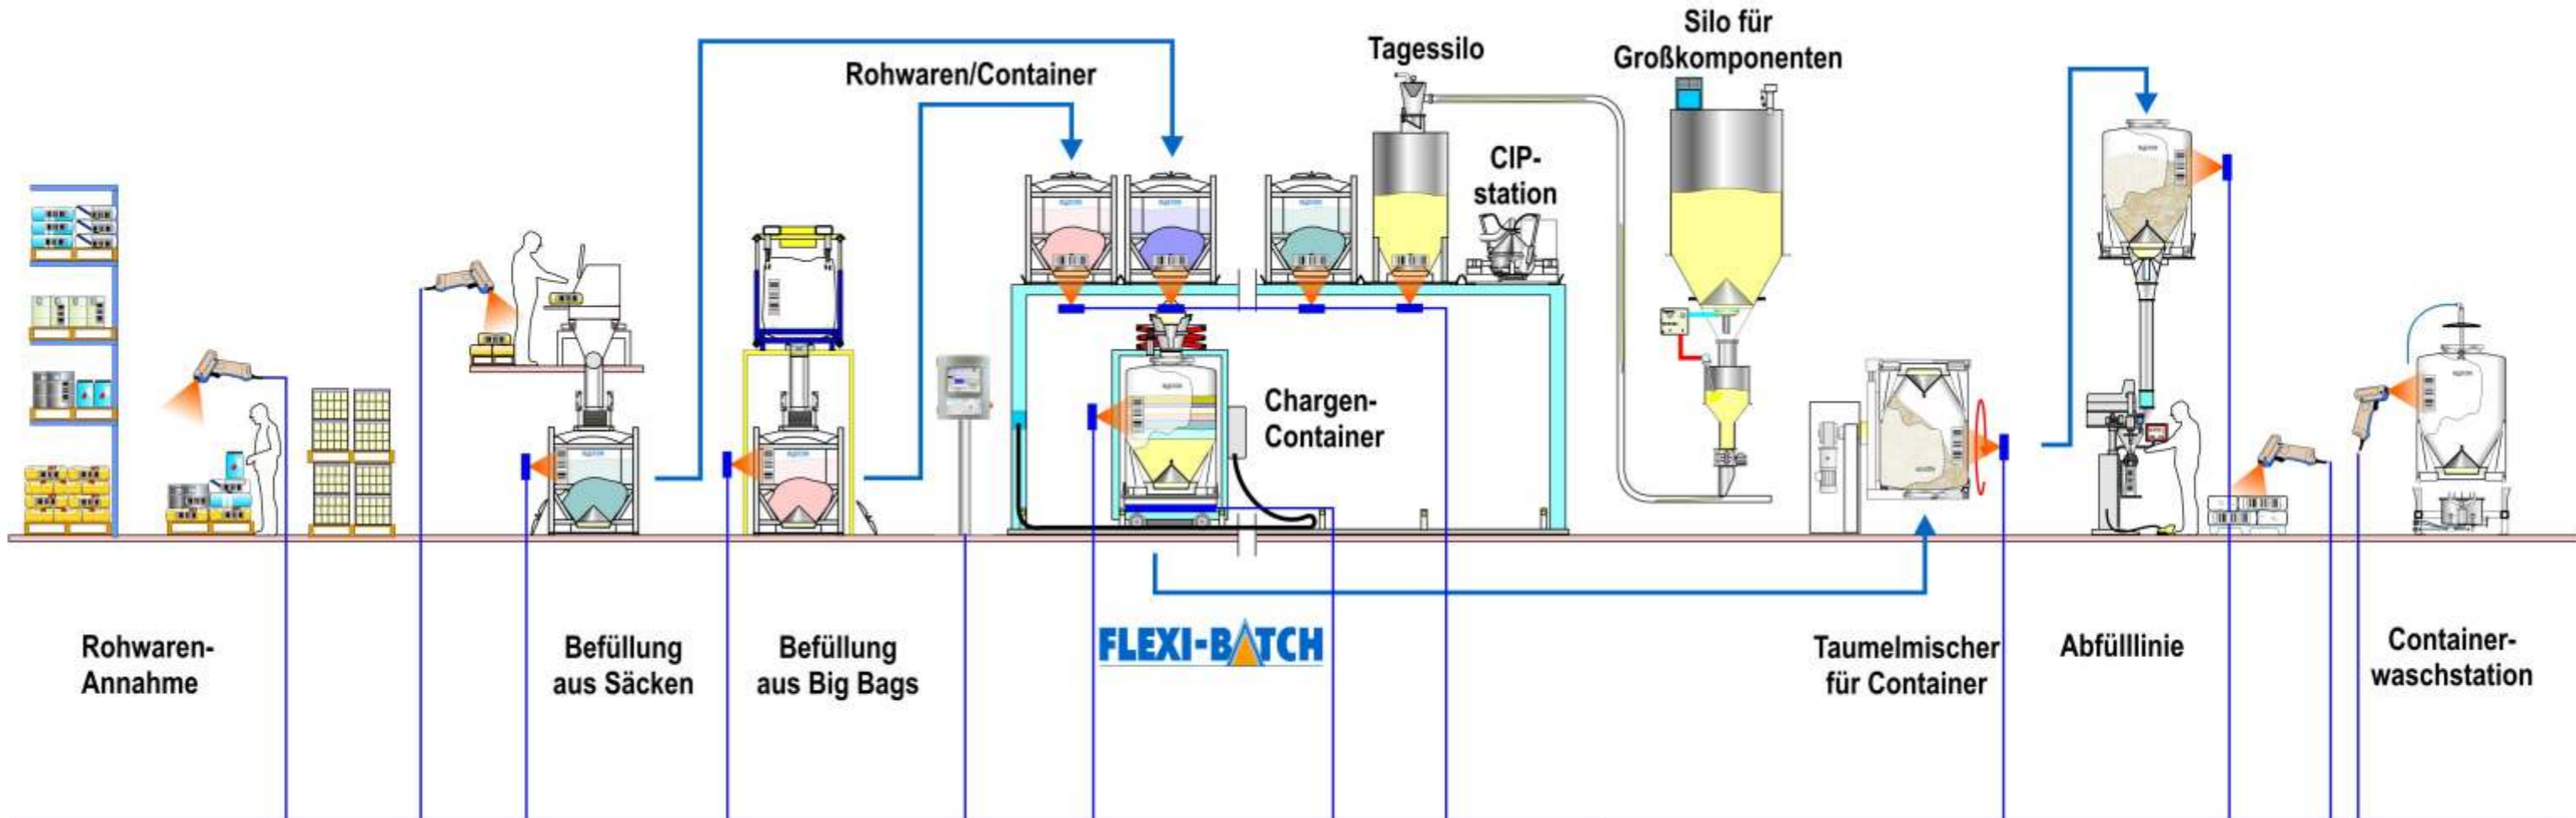 Rohwaren/Container
Tagessilo
Silo für
Großkomponenten
CIP-
station
Chargen-
Container
Rohwaren-
Annahme
Befüllung
aus Säcken
Befüllung
aus Big Bags
FLEXI-BATCH
Taumelmischer
für Container
Abfülllinie
Container-
waschstation